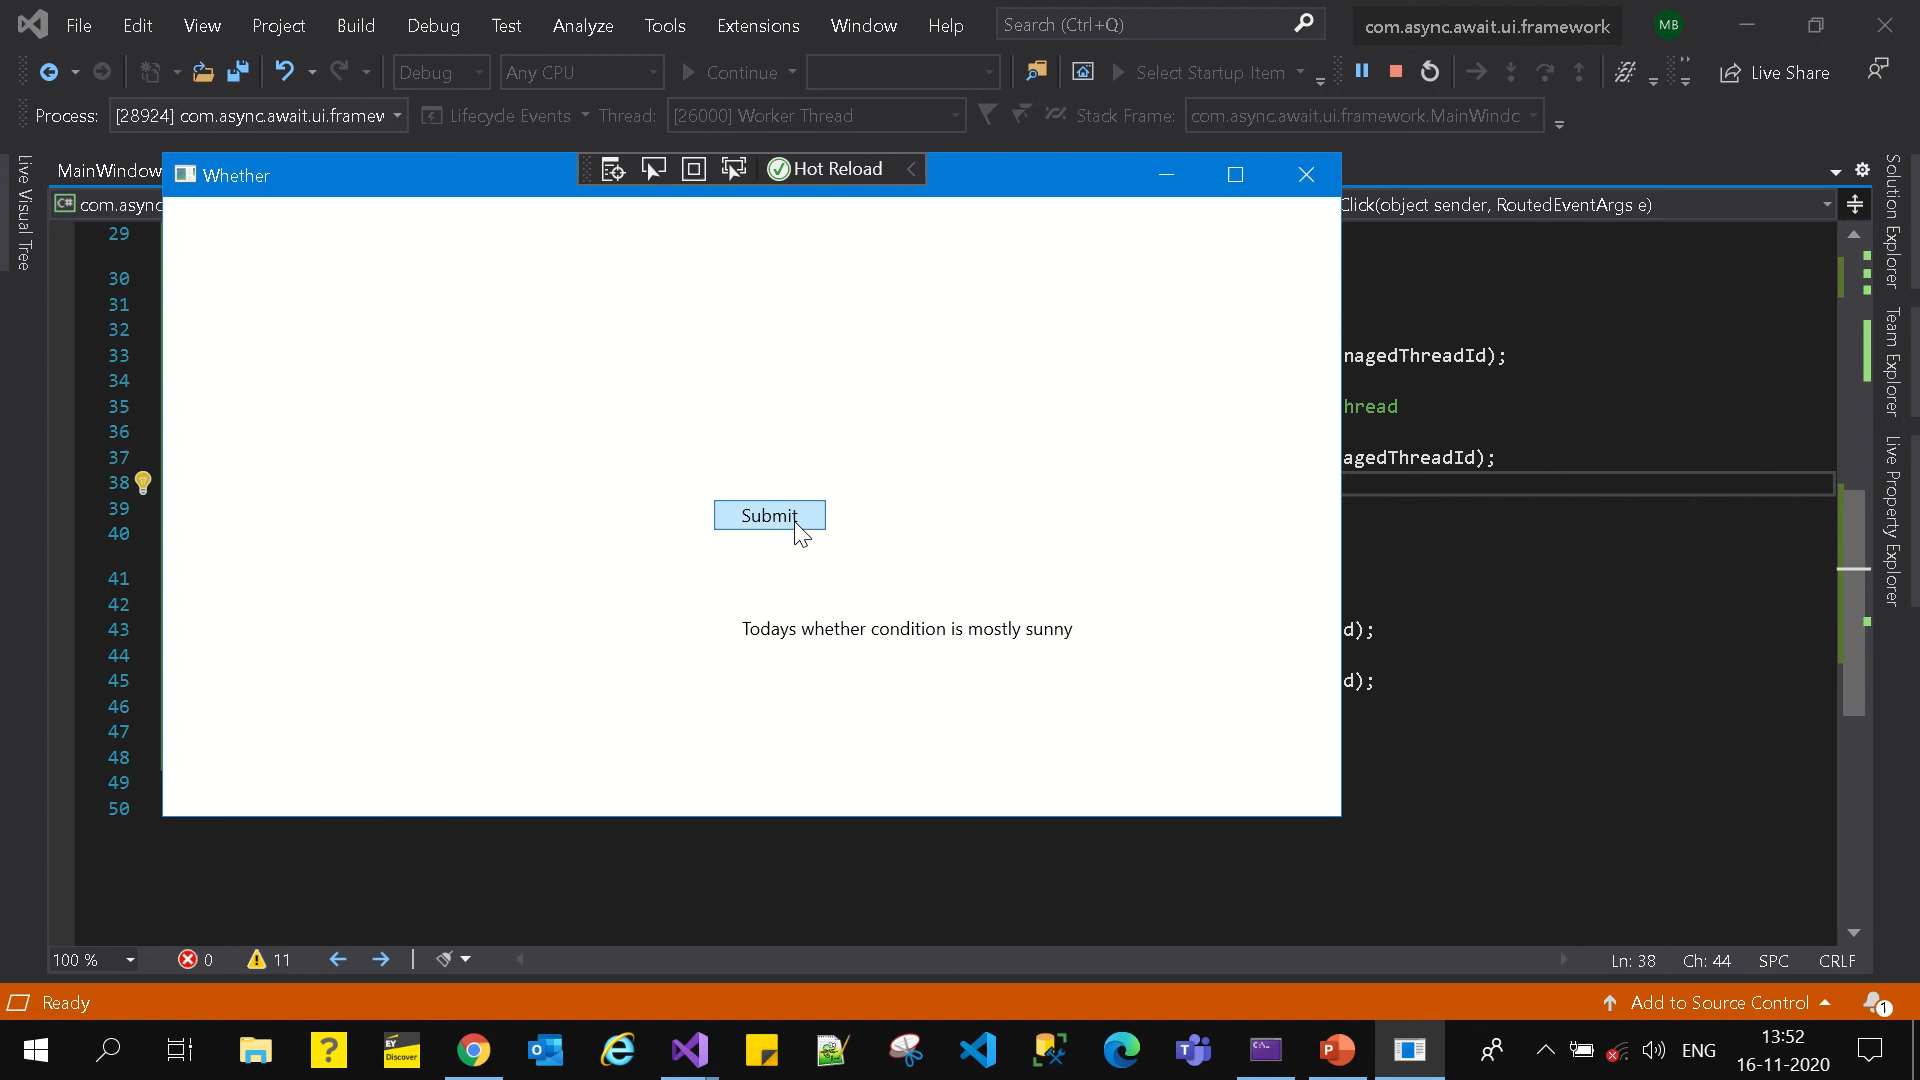 File Edit View Project Build Debug Test Analyze Tools Extensions Window Help Search (Ctrl+Q) com.async.await.ui.framework MB
Debug Any CPU Continue Select Startup Item Live Share
Process: [28924] com.async.await.ui.framew Lifecycle Events Thread: [26000] Worker Thread Stack Frame: com.async.await.ui.framework.MainWindc
Live Visual Tree
MainWindow
Whether
Hot Reload
C# com.async
Click(object sender, RoutedEventArgs e)
29
30
31
32
33 nagedThreadId);
34
35 hread
36
37 agedThreadId);
38
39
40
41
42
43 d);
44
45 d);
46
47
48
49
50
Submit
Todays whether condition is mostly sunny
Solution Explorer
Team Explorer
Live Property Explorer
100 % 0 11 Ln: 38 Ch: 44 SPC CRLF
Ready Add to Source Control 1
? EY Discover C:\_ P ENG 13:52
16-11-2020